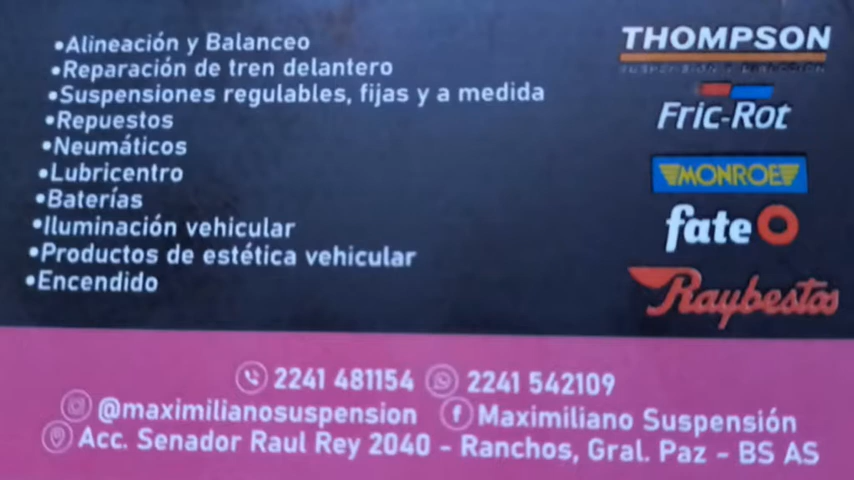 •Alineación y Balanceo
•Reparación de tren delantero
•Suspensiones regulables, fijas y a medida
•Repuestos
•Neumáticos
•Lubricentro
•Baterías
•Iluminación vehicular
•Productos de estética vehicular
•Encendido
THOMPSON
Fric-Rot
MONROE
fate
Raybestos
2241 481154 2241 542109
@maximilianosuspension Maximiliano Suspensión
Acc. Senador Raul Rey 2040 - Ranchos, Gral. Paz - BS AS